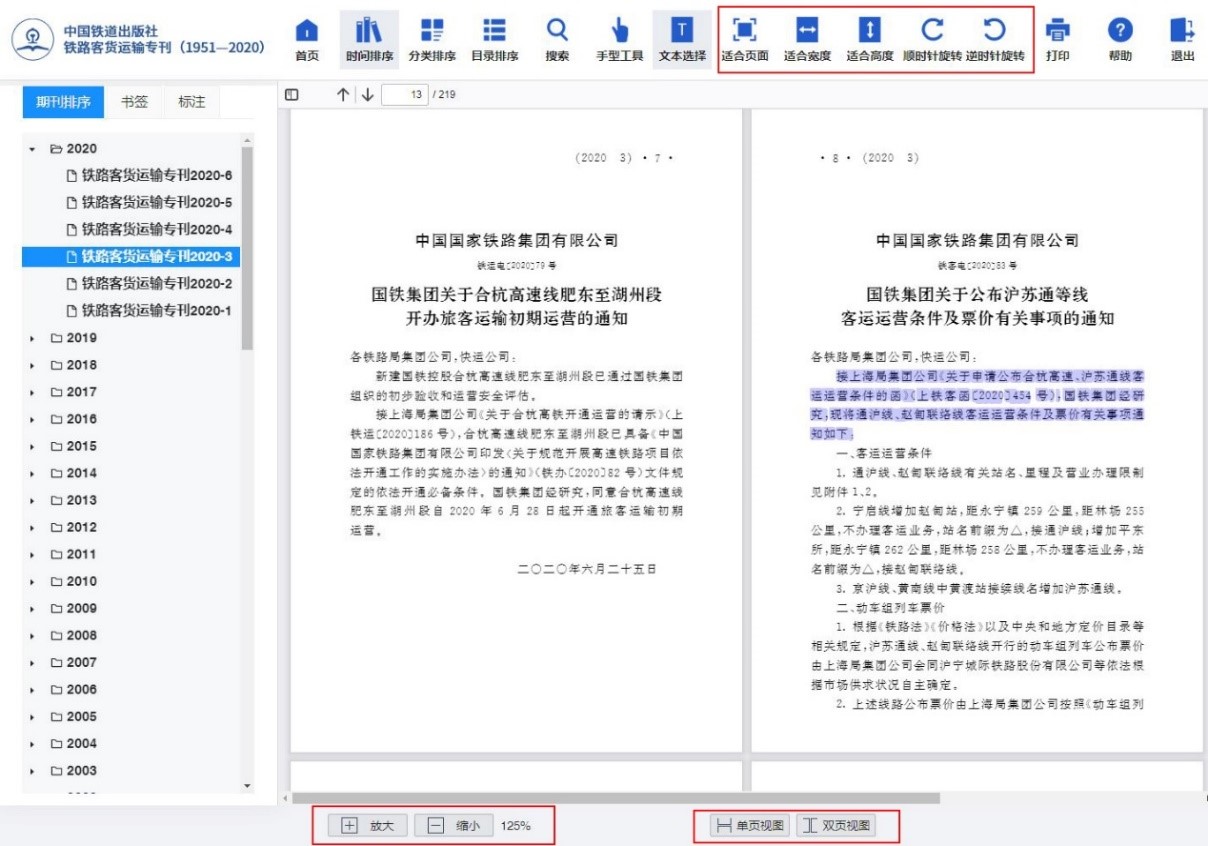 中国铁道出版社
铁路客货运输专刊（1951—2020）
首页 时间排序 分类排序 目录排序 搜索 手型工具 文本选择 适合页面 适合宽度 适合高度 顺时针旋转 逆时针旋转 打印 帮助 退出
期刊排序 书签 标注
13 / 219
2020
铁路客货运输专刊2020-6
铁路客货运输专刊2020-5
铁路客货运输专刊2020-4
铁路客货运输专刊2020-3
铁路客货运输专刊2020-2
铁路客货运输专刊2020-1
2019
2018
2017
2016
2015
2014
2013
2012
2011
2010
2009
2008
2007
2006
2005
2004
2003
（2020 3）·7·
中国国家铁路集团有限公司
铁运电〔2020〕79 号
国铁集团关于合杭高速线肥东至湖州段
开办旅客运输初期运营的通知
各铁路局集团公司，快运公司：
新建国铁控股合杭高速线肥东至湖州段已通过国铁集团
组织的初步验收和运营安全评估。
接上海局集团公司《关于合杭高铁开通运营的请示》（上
铁运〔2020〕186 号），合杭高速线肥东至湖州段已具备《中国
国家铁路集团有限公司印发〈关于规范开展高速铁路项目依
法开通工作的实施办法〉的通知》（铁办〔2020〕82 号）文件规
定的依法开通必备条件。国铁集团经研究，同意合杭高速线
肥东至湖州段自 2020 年 6 月 28 日起开通旅客运输初期
运营。
二〇二〇年六月二十五日
·8·（2020 3）
中国国家铁路集团有限公司
铁客电〔2020〕83 号
国铁集团关于公布沪苏通等线
客运运营条件及票价有关事项的通知
各铁路局集团公司，快运公司：
接上海局集团公司《关于申请公布合杭高速、沪苏通线客
运运营条件的函》（上铁客函〔2020〕454 号），国铁集团经研
究，现将通沪线、赵甸联络线客运运营条件及票价有关事项通
知如下：
一、客运运营条件
1. 通沪线、赵甸联络线有关站名、里程及营业办理限制
见附件 1、2。
2. 宁启线增加赵甸站，距永宁镇 259 公里，距林场 255
公里，不办理客运业务，站名前缀为△，接通沪线；增加平东
所，距永宁镇 262 公里，距林场 258 公里，不办理客运业务，站
名前缀为△，接赵甸联络线。
3. 京沪线、黄南线中黄渡站接续线名增加沪苏通线。
二、动车组列车票价
1. 根据《铁路法》《价格法》以及中央和地方定价目录等
相关规定，沪苏通线、赵甸联络线开行的动车组列车公布票价
由上海局集团公司会同沪宁城际铁路股份有限公司等依法根
据市场供求状况自主确定。
2. 上述线路公布票价由上海局集团公司按照《动车组列
放大 缩小 125% 单页视图 双页视图